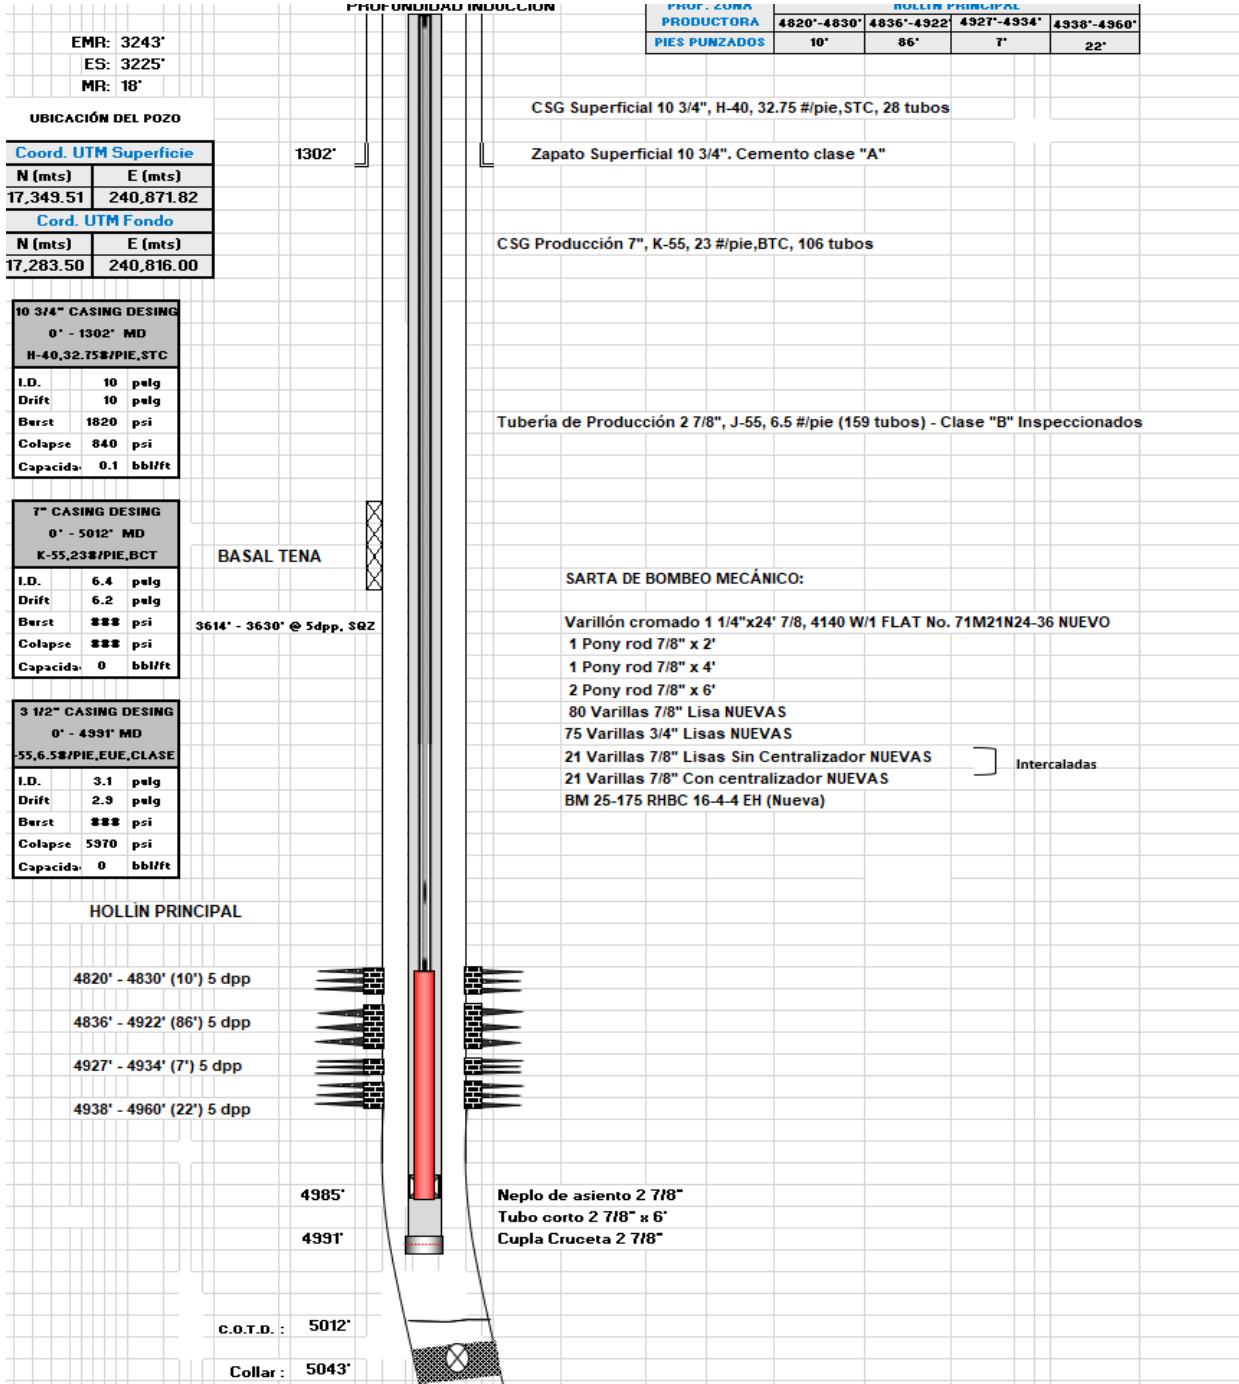 PROFUNDIDAD INDUCCIÓN
PROF. ZONA PRODUCTORA
HOLLIN PRINCIPAL
4820'-4830' 4836'-4922' 4927'-4934' 4938'-4960'
PIES PUNZADOS 10' 86' 7' 22'
EMR: 3243'
ES: 3225'
MR: 18'
UBICACIÓN DEL POZO
Coord. UTM Superficie
N (mts) E (mts)
17,349.51 240,871.82
Cord. UTM Fondo
N (mts) E (mts)
17,283.50 240,816.00
CSG Superficial 10 3/4", H-40, 32.75 #/pie,STC, 28 tubos
1302'
Zapato Superficial 10 3/4". Cemento clase "A"
CSG Producción 7", K-55, 23 #/pie,BTC, 106 tubos
10 3/4" CASING DESING
0' - 1302' MD
H-40,32.75#/PIE,STC
I.D. 10 pulg
Drift 10 pulg
Burst 1820 psi
Colapse 840 psi
Capacida 0.1 bbl/ft
Tubería de Producción 2 7/8", J-55, 6.5 #/pie (159 tubos) - Clase "B" Inspeccionados
7" CASING DESING
0' - 5012' MD
K-55,23#/PIE,BCT
I.D. 6.4 pulg
Drift 6.2 pulg
Burst ### psi
Colapse ### psi
Capacida 0 bbl/ft
BASAL TENA
3614' - 3630' @ 5dpp, SQZ
SARTA DE BOMBEO MECÁNICO:
Varillón cromado 1 1/4"x24' 7/8, 4140 W/1 FLAT No. 71M21N24-36 NUEVO
1 Pony rod 7/8" x 2'
1 Pony rod 7/8" x 4'
2 Pony rod 7/8" x 6'
80 Varillas 7/8" Lisa NUEVAS
75 Varillas 3/4" Lisas NUEVAS
21 Varillas 7/8" Lisas Sin Centralizador NUEVAS
21 Varillas 7/8" Con centralizador NUEVAS
Intercaladas
BM 25-175 RHBC 16-4-4 EH (Nueva)
3 1/2" CASING DESING
0' - 4991' MD
-55,6.5#/PIE,EUE,CLASE
I.D. 3.1 pulg
Drift 2.9 pulg
Burst ### psi
Colapse 5970 psi
Capacida 0 bbl/ft
HOLLÍN PRINCIPAL
4820' - 4830' (10') 5 dpp
4836' - 4922' (86') 5 dpp
4927' - 4934' (7') 5 dpp
4938' - 4960' (22') 5 dpp
4985' Neplo de asiento 2 7/8"
Tubo corto 2 7/8" x 6'
4991' Cupla Cruceta 2 7/8"
C.O.T.D. : 5012'
Collar : 5043'